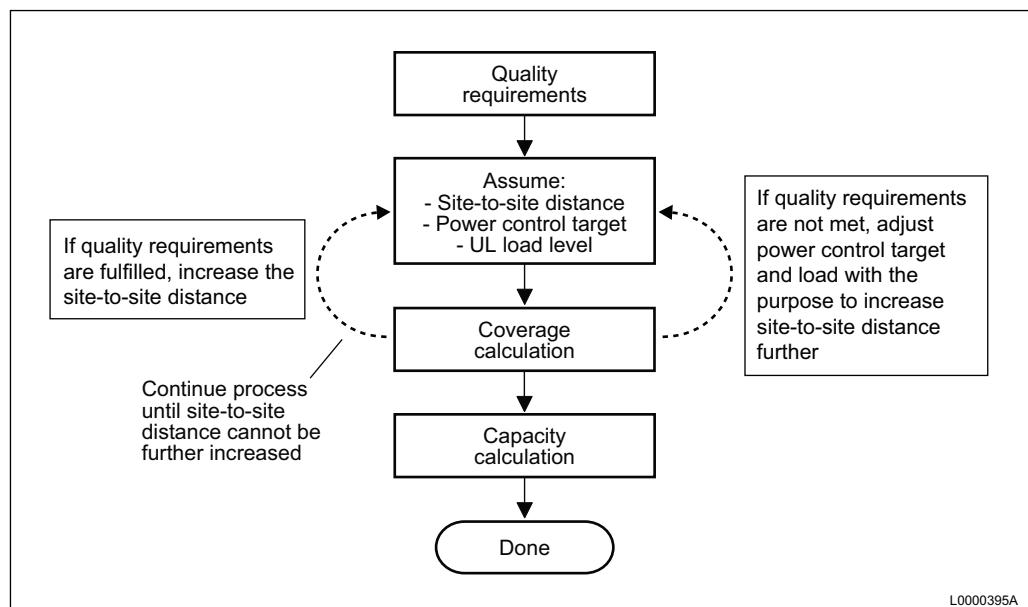 Quality
requirements
Assume:
- Site-to-site distance
- Power control target
- UL load level
If quality requirements
are fulfilled, increase the
site-to-site distance
If quality requirements
are not met, adjust
power control target
and load with the
purpose to increase
site-to-site distance
further
Coverage
calculation
Continue process
until site-to-site
distance cannot be
further increased
Capacity
calculation
Done
L0000395A